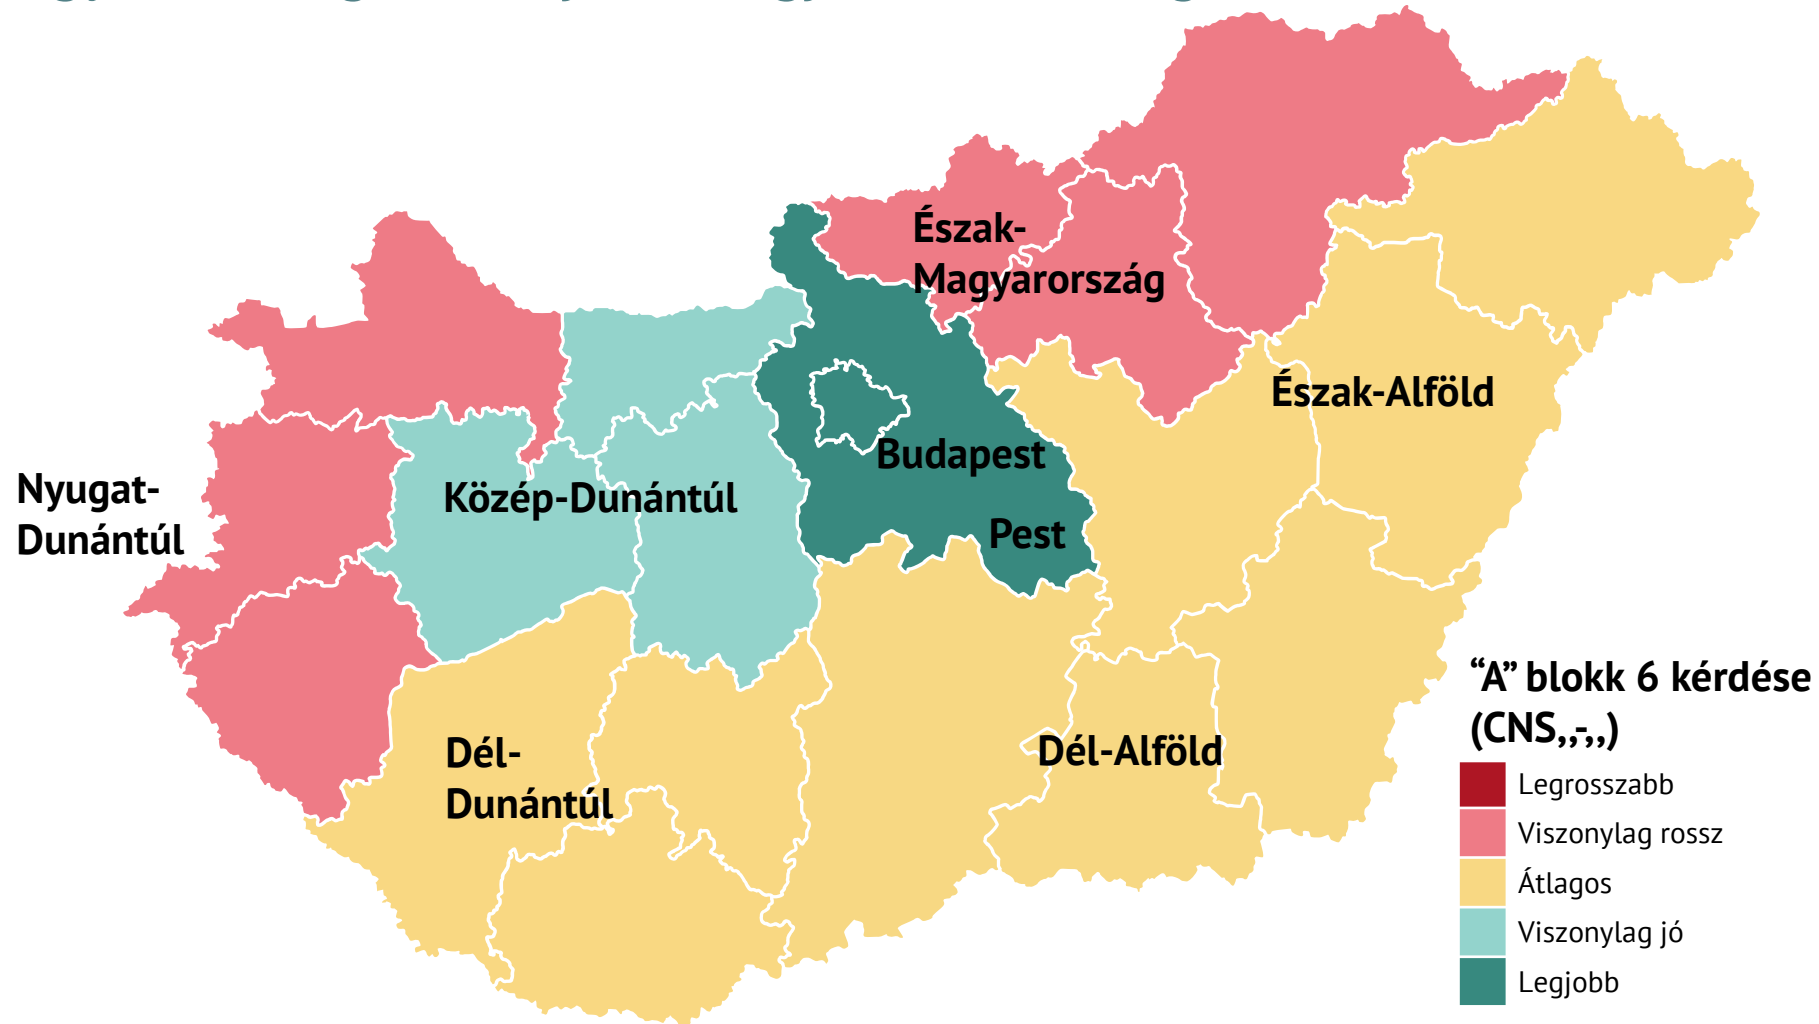 Észak-
Magyarország
Észak-Alföld
Budapest
Nyugat-
Dunántúl
Közép-Dunántúl
Pest
Dél-
Dunántúl
Dél-Alföld
“A” blokk 6 kérdése
(CNS,,-,,)
Legrosszabb
Viszonylag rossz
Átlagos
Viszonylag jó
Legjobb